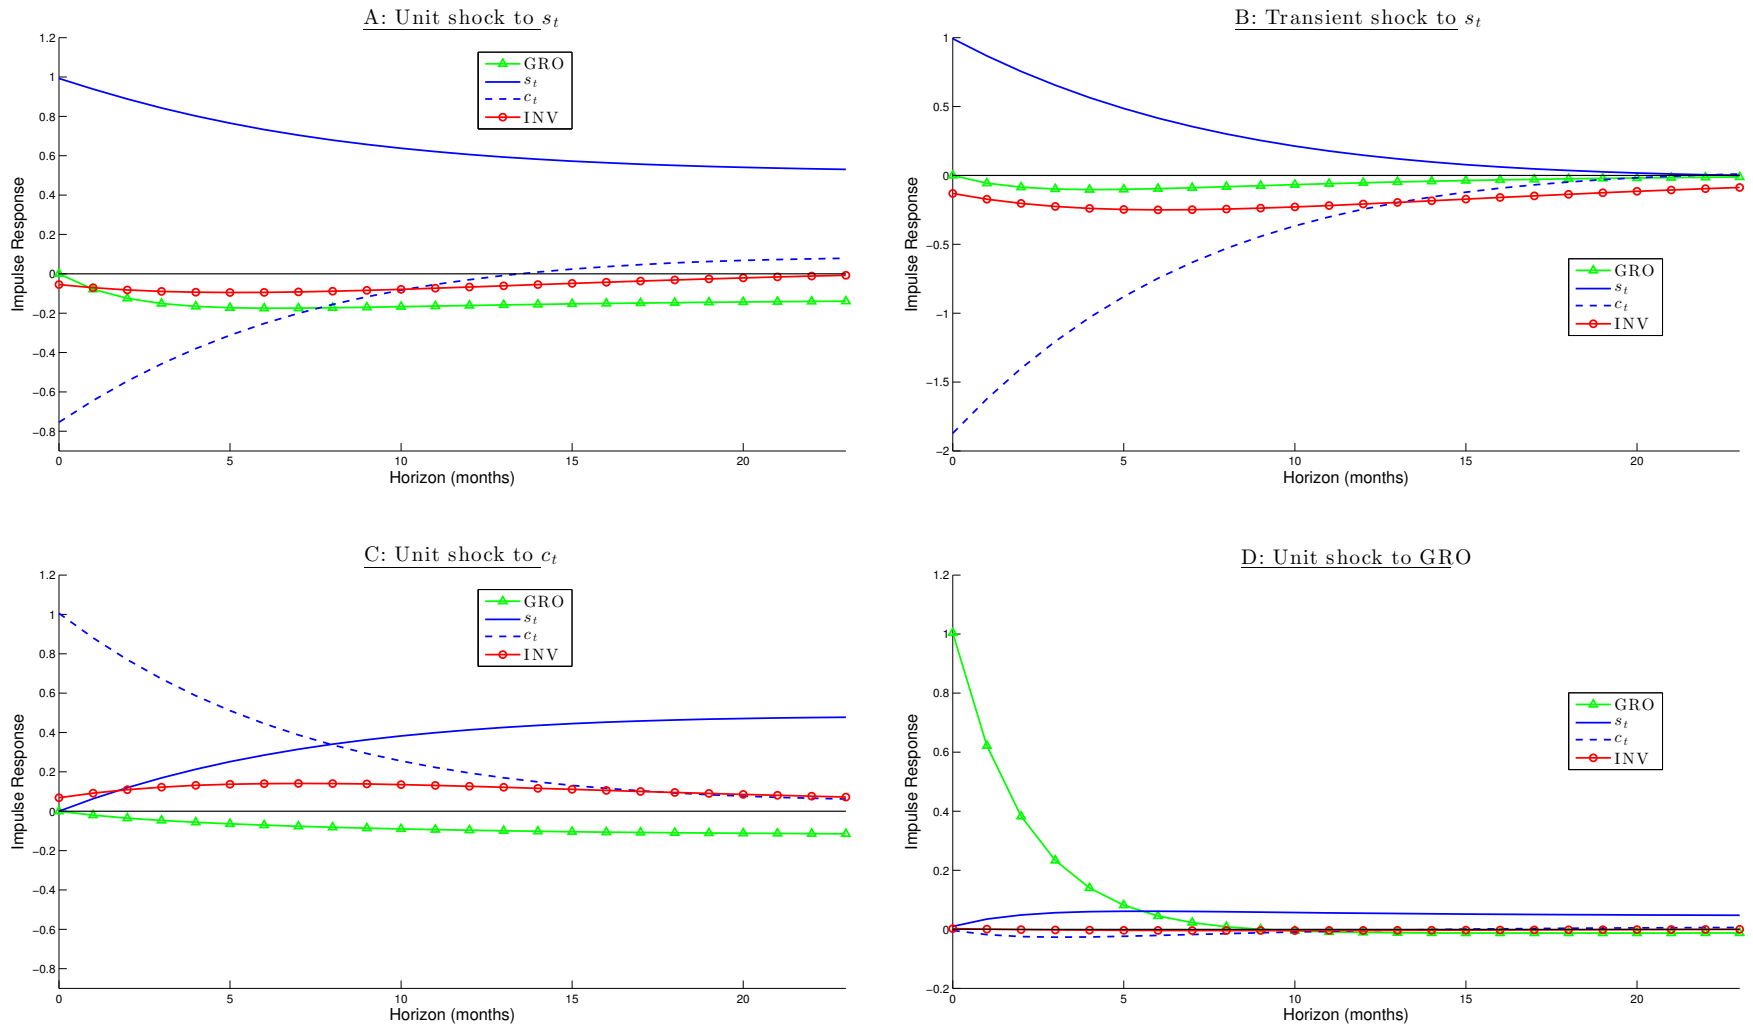 A: Unit shock to s_t
1.2
1
0.8
0.6
0.4
0.2
0
−0.2
−0.4
−0.6
−0.8
0 5 10 15 20
Impulse Response
Horizon (months)
GRO
s_t
c_t
INV
B: Transient shock to s_t
1
0.5
0
−0.5
−1
−1.5
−2
0 5 10 15 20
Impulse Response
Horizon (months)
GRO
s_t
c_t
INV
C: Unit shock to c_t
1.2
1
0.8
0.6
0.4
0.2
0
−0.2
−0.4
−0.6
−0.8
0 5 10 15 20
Impulse Response
Horizon (months)
GRO
s_t
c_t
INV
D: Unit shock to GRO
1.2
1
0.8
0.6
0.4
0.2
0
−0.2
0 5 10 15 20
Impulse Response
Horizon (months)
GRO
s_t
c_t
INV